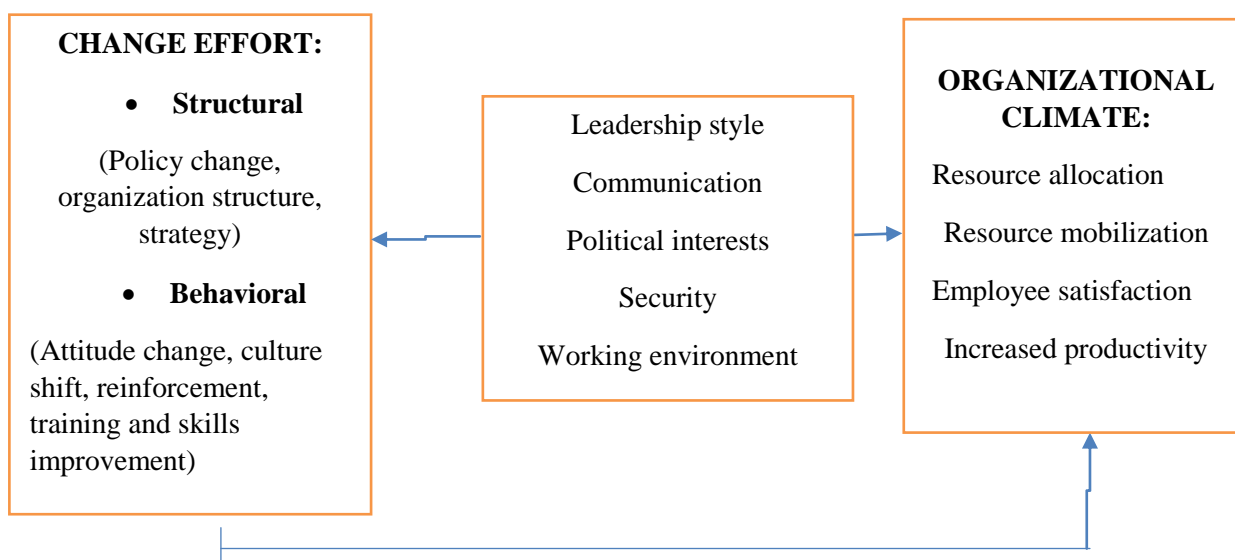 CHANGE EFFORT:
• Structural
(Policy change,
organization structure,
strategy)
• Behavioral
(Attitude change, culture
shift, reinforcement,
training and skills
improvement)
Leadership style
Communication
Political interests
Security
Working environment
ORGANIZATIONAL
CLIMATE:
Resource allocation
Resource mobilization
Employee satisfaction
Increased productivity